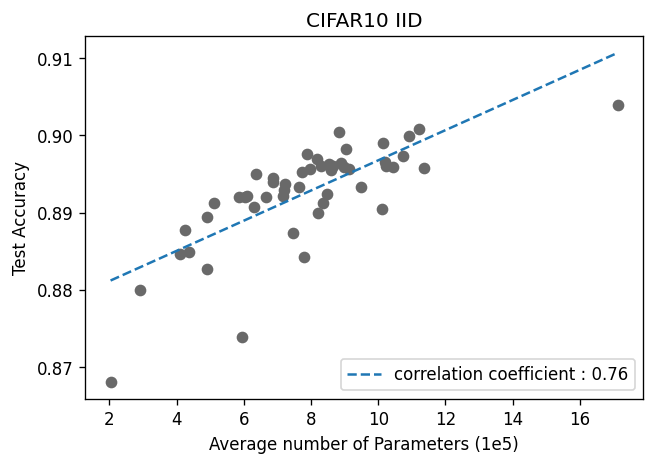 CIFAR10 IID
Test Accuracy
0.91
0.90
0.89
0.88
0.87
correlation coefficient : 0.76
2 4 6 8 10 12 14 16
Average number of Parameters (1e5)